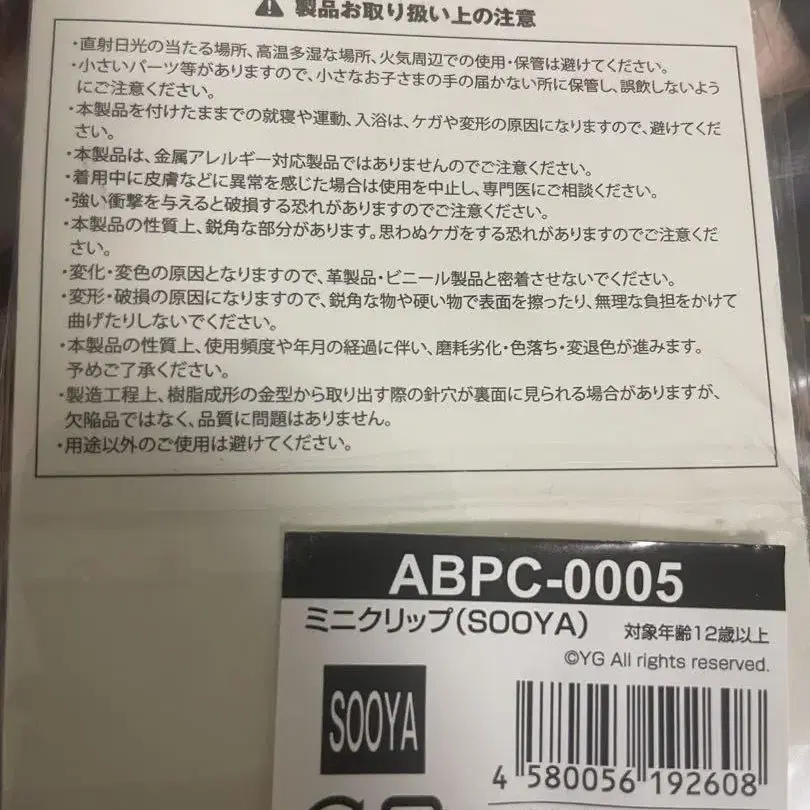 製品お取り扱い上の注意
・直射日光の当たる場所、高温多湿な場所、火気周辺での使用・保管は避けてください。
・小さいパーツ等がありますので、小さなお子さまの手の届かない所に保管し、誤飲しないよう
にご注意ください。
・本製品を付けたままでの就寝や運動、入浴は、ケガや変形の原因になりますので、避けてくだ
さい。
・本製品は、金属アレルギー対応製品ではありませんのでご注意ください。
・着用中に皮膚などに異常を感じた場合は使用を中止し、専門医にご相談ください。
・強い衝撃を与えると破損する恐れがありますのでご注意ください。
・本製品の性質上、鋭角な部分があります。思わぬケガをする恐れがありますのでご注意くだ
さい。
・変化・変色の原因となりますので、革製品・ビニール製品と密着させないでください。
・変形・破損の原因になりますので、鋭角な物や硬い物で表面を擦ったり、無理な負担をかけて
曲げたりしないでください。
・本製品の性質上、使用頻度や年月の経過に伴い、磨耗劣化・色落ち・変退色が進みます。
予めご了承ください。
・製造工程上、樹脂成形の金型から取り出す際の針穴が裏面に見られる場合がありますが、
欠陥品ではなく、品質に問題はありません。
・用途以外のご使用は避けてください。
ABPC-0005
ミニクリップ(SOOYA)
対象年齢12歳以上
©YG All rights reserved.
SOOYA
4 580056 192608